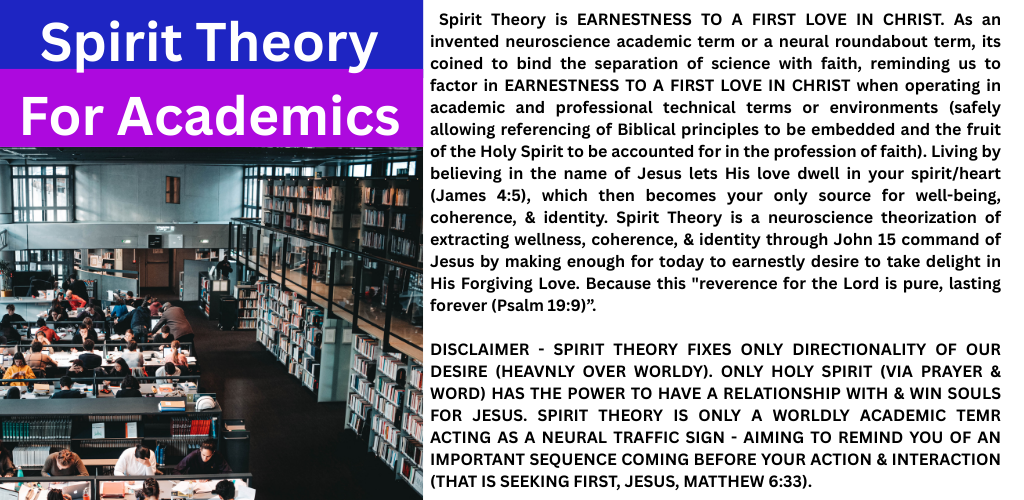 Spirit Theory
For Academics
Spirit Theory is EARNESTNESS TO A FIRST LOVE IN CHRIST. As an
invented neuroscience academic term or a neural roundabout term, its
coined to bind the separation of science with faith, reminding us to
factor in EARNESTNESS TO A FIRST LOVE IN CHRIST when operating in
academic and professional technical terms or environments (safely
allowing referencing of Biblical principles to be embedded and the fruit
of the Holy Spirit to be accounted for in the profession of faith). Living by
believing in the name of Jesus lets His love dwell in your spirit/heart
(James 4:5), which then becomes your only source for well-being,
coherence, & identity. Spirit Theory is a neuroscience theorization of
extracting wellness, coherence, & identity through John 15 command of
Jesus by making enough for today to earnestly desire to take delight in
His Forgiving Love. Because this "reverence for the Lord is pure, lasting
forever (Psalm 19:9)”.
DISCLAIMER - SPIRIT THEORY FIXES ONLY DIRECTIONALITY OF OUR
DESIRE (HEAVNLY OVER WORLDY). ONLY HOLY SPIRIT (VIA PRAYER &
WORD) HAS THE POWER TO HAVE A RELATIONSHIP WITH & WIN SOULS
FOR JESUS. SPIRIT THEORY IS ONLY A WORLDLY ACADEMIC TEMR
ACTING AS A NEURAL TRAFFIC SIGN - AIMING TO REMIND YOU OF AN
IMPORTANT SEQUENCE COMING BEFORE YOUR ACTION & INTERACTION
(THAT IS SEEKING FIRST, JESUS, MATTHEW 6:33).